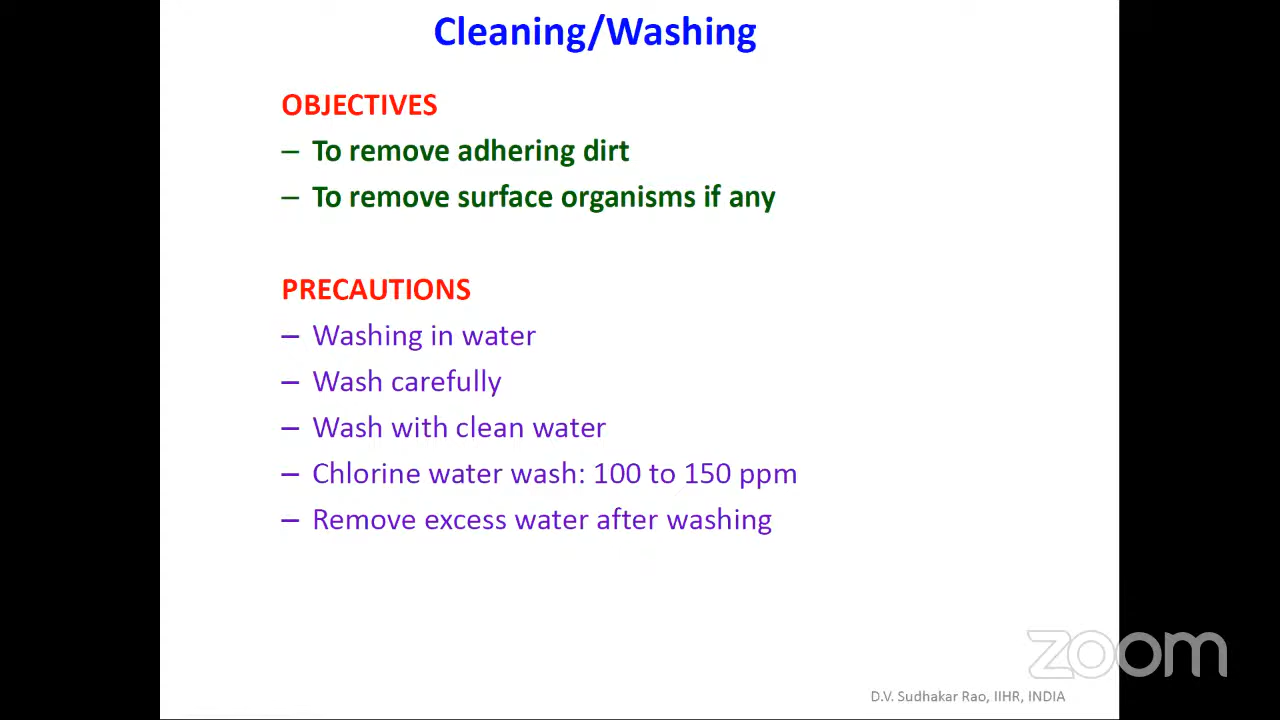 Cleaning/Washing
OBJECTIVES
– To remove adhering dirt
– To remove surface organisms if any
PRECAUTIONS
– Washing in water
– Wash carefully
– Wash with clean water
– Chlorine water wash: 100 to 150 ppm
– Remove excess water after washing
zoom
D.V. Sudhakar Rao, IIHR, INDIA